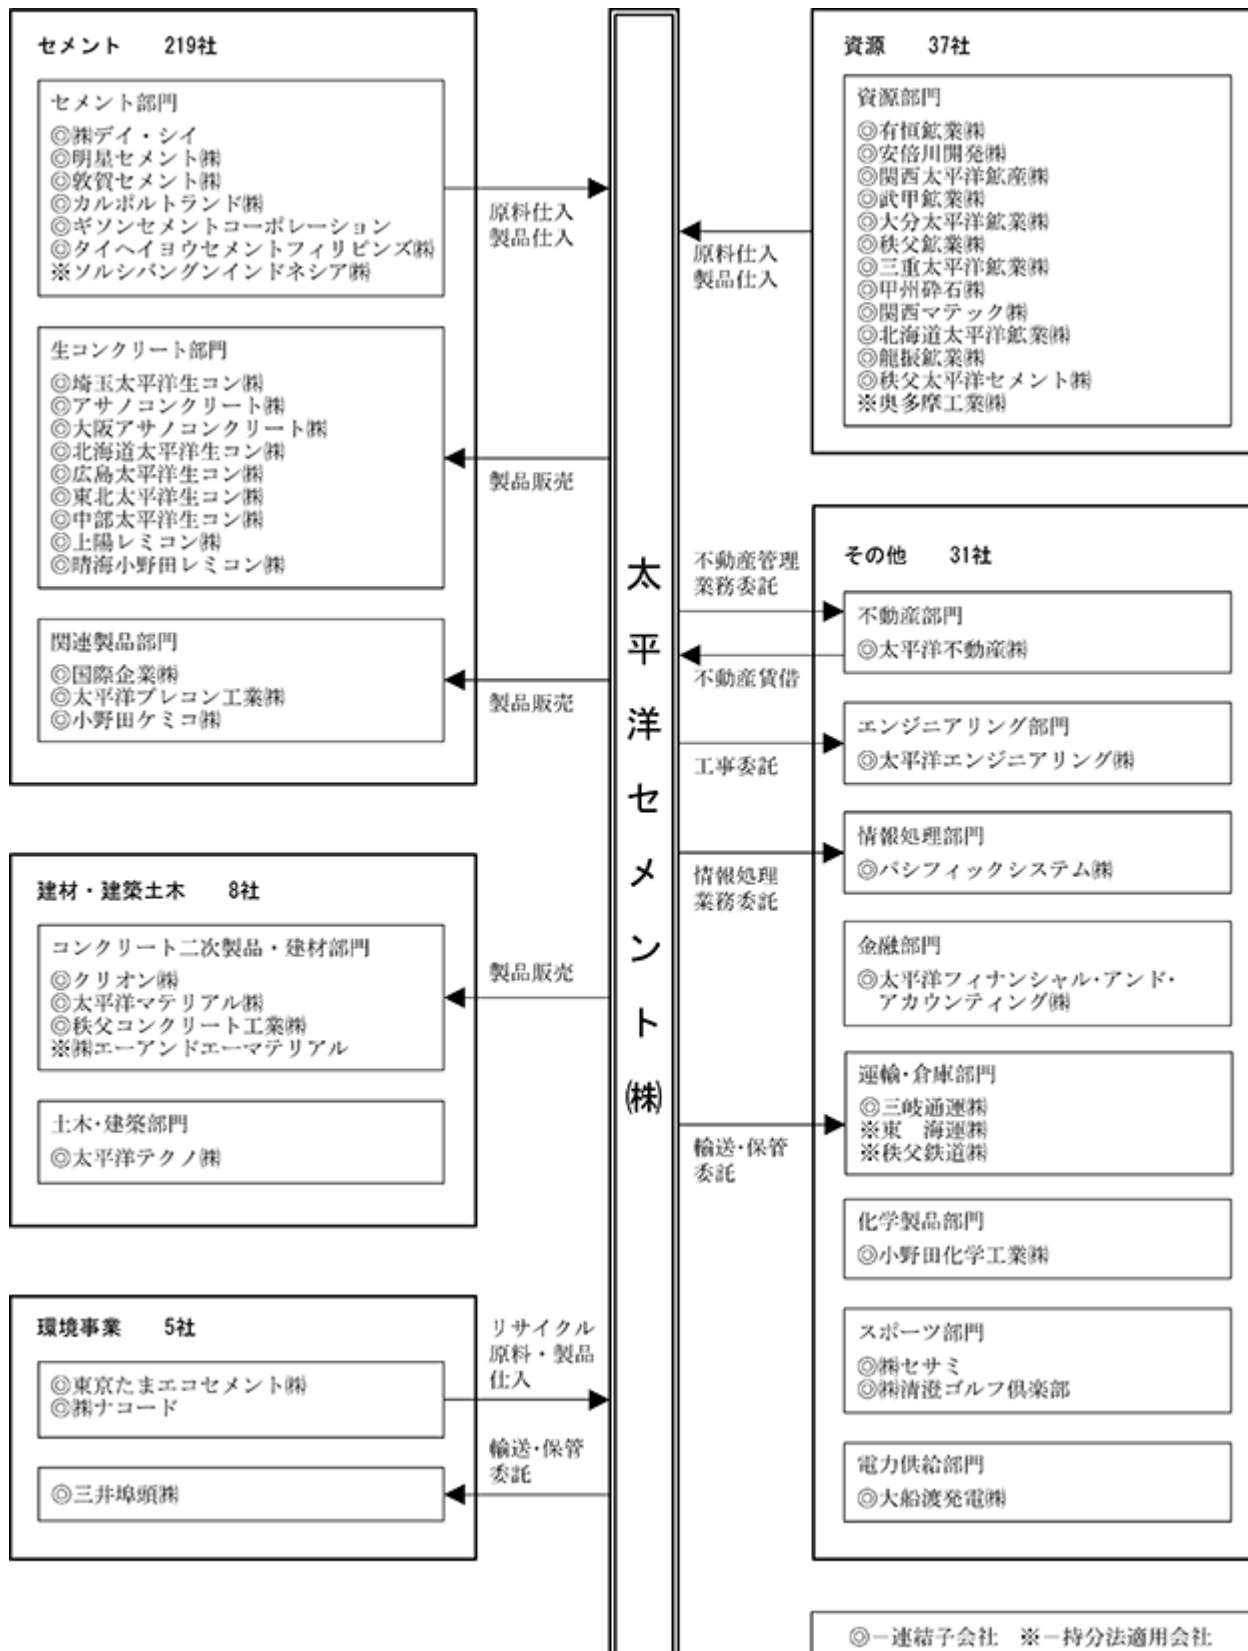 セメント　219社
セメント部門
◎㈱デイ・シイ
◎明星セメント㈱
◎敦賀セメント㈱
◎カルポルトランド㈱
◎ギソンセメントコーポレーション
◎タイヘイヨウセメントフィリピンズ㈱
※ソルシバングンインドネシア㈱
原料仕入
製品仕入
生コンクリート部門
◎埼玉太平洋生コン㈱
◎アサノコンクリート㈱
◎大阪アサノコンクリート㈱
◎北海道太平洋生コン㈱
◎広島太平洋生コン㈱
◎東北太平洋生コン㈱
◎中部太平洋生コン㈱
◎上陽レミコン㈱
◎晴海小野田レミコン㈱
製品販売
関連製品部門
◎国際企業㈱
◎太平洋プレコン工業㈱
◎小野田ケミコ㈱
製品販売
建材・建築土木　8社
コンクリート二次製品・建材部門
◎クリオン㈱
◎太平洋マテリアル㈱
◎秩父コンクリート工業㈱
※㈱エーアンドエーマテリアル
製品販売
土木・建築部門
◎太平洋テクノ㈱
環境事業　5社
◎東京たまエコセメント㈱
◎㈱ナコード
リサイクル
原料・製品
仕入
◎三井埠頭㈱
輸送・保管
委託
太平洋セメント㈱
資源　37社
資源部門
◎有恒鉱業㈱
◎安倍川開発㈱
◎関西太平洋鉱産㈱
◎武甲鉱業㈱
◎大分太平洋鉱業㈱
◎秩父鉱業㈱
◎三重太平洋鉱業㈱
◎甲州砕石㈱
◎関西マテック㈱
◎北海道太平洋鉱業㈱
◎龍振鉱業㈱
◎秩父太平洋セメント㈱
※奥多摩工業㈱
原料仕入
製品仕入
その他　31社
不動産管理
業務委託
不動産部門
◎太平洋不動産㈱
不動産賃借
エンジニアリング部門
◎太平洋エンジニアリング㈱
工事委託
情報処理部門
◎パシフィックシステム㈱
情報処理
業務委託
金融部門
◎太平洋フィナンシャル・アンド・
アカウンティング㈱
運輸・倉庫部門
◎三岐通運㈱
※東　海運㈱
※秩父鉄道㈱
輸送・保管
委託
化学製品部門
◎小野田化学工業㈱
スポーツ部門
◎㈱セサミ
◎㈱清澄ゴルフ倶楽部
電力供給部門
◎大船渡発電㈱
◎－連結子会社　※－持分法適用会社